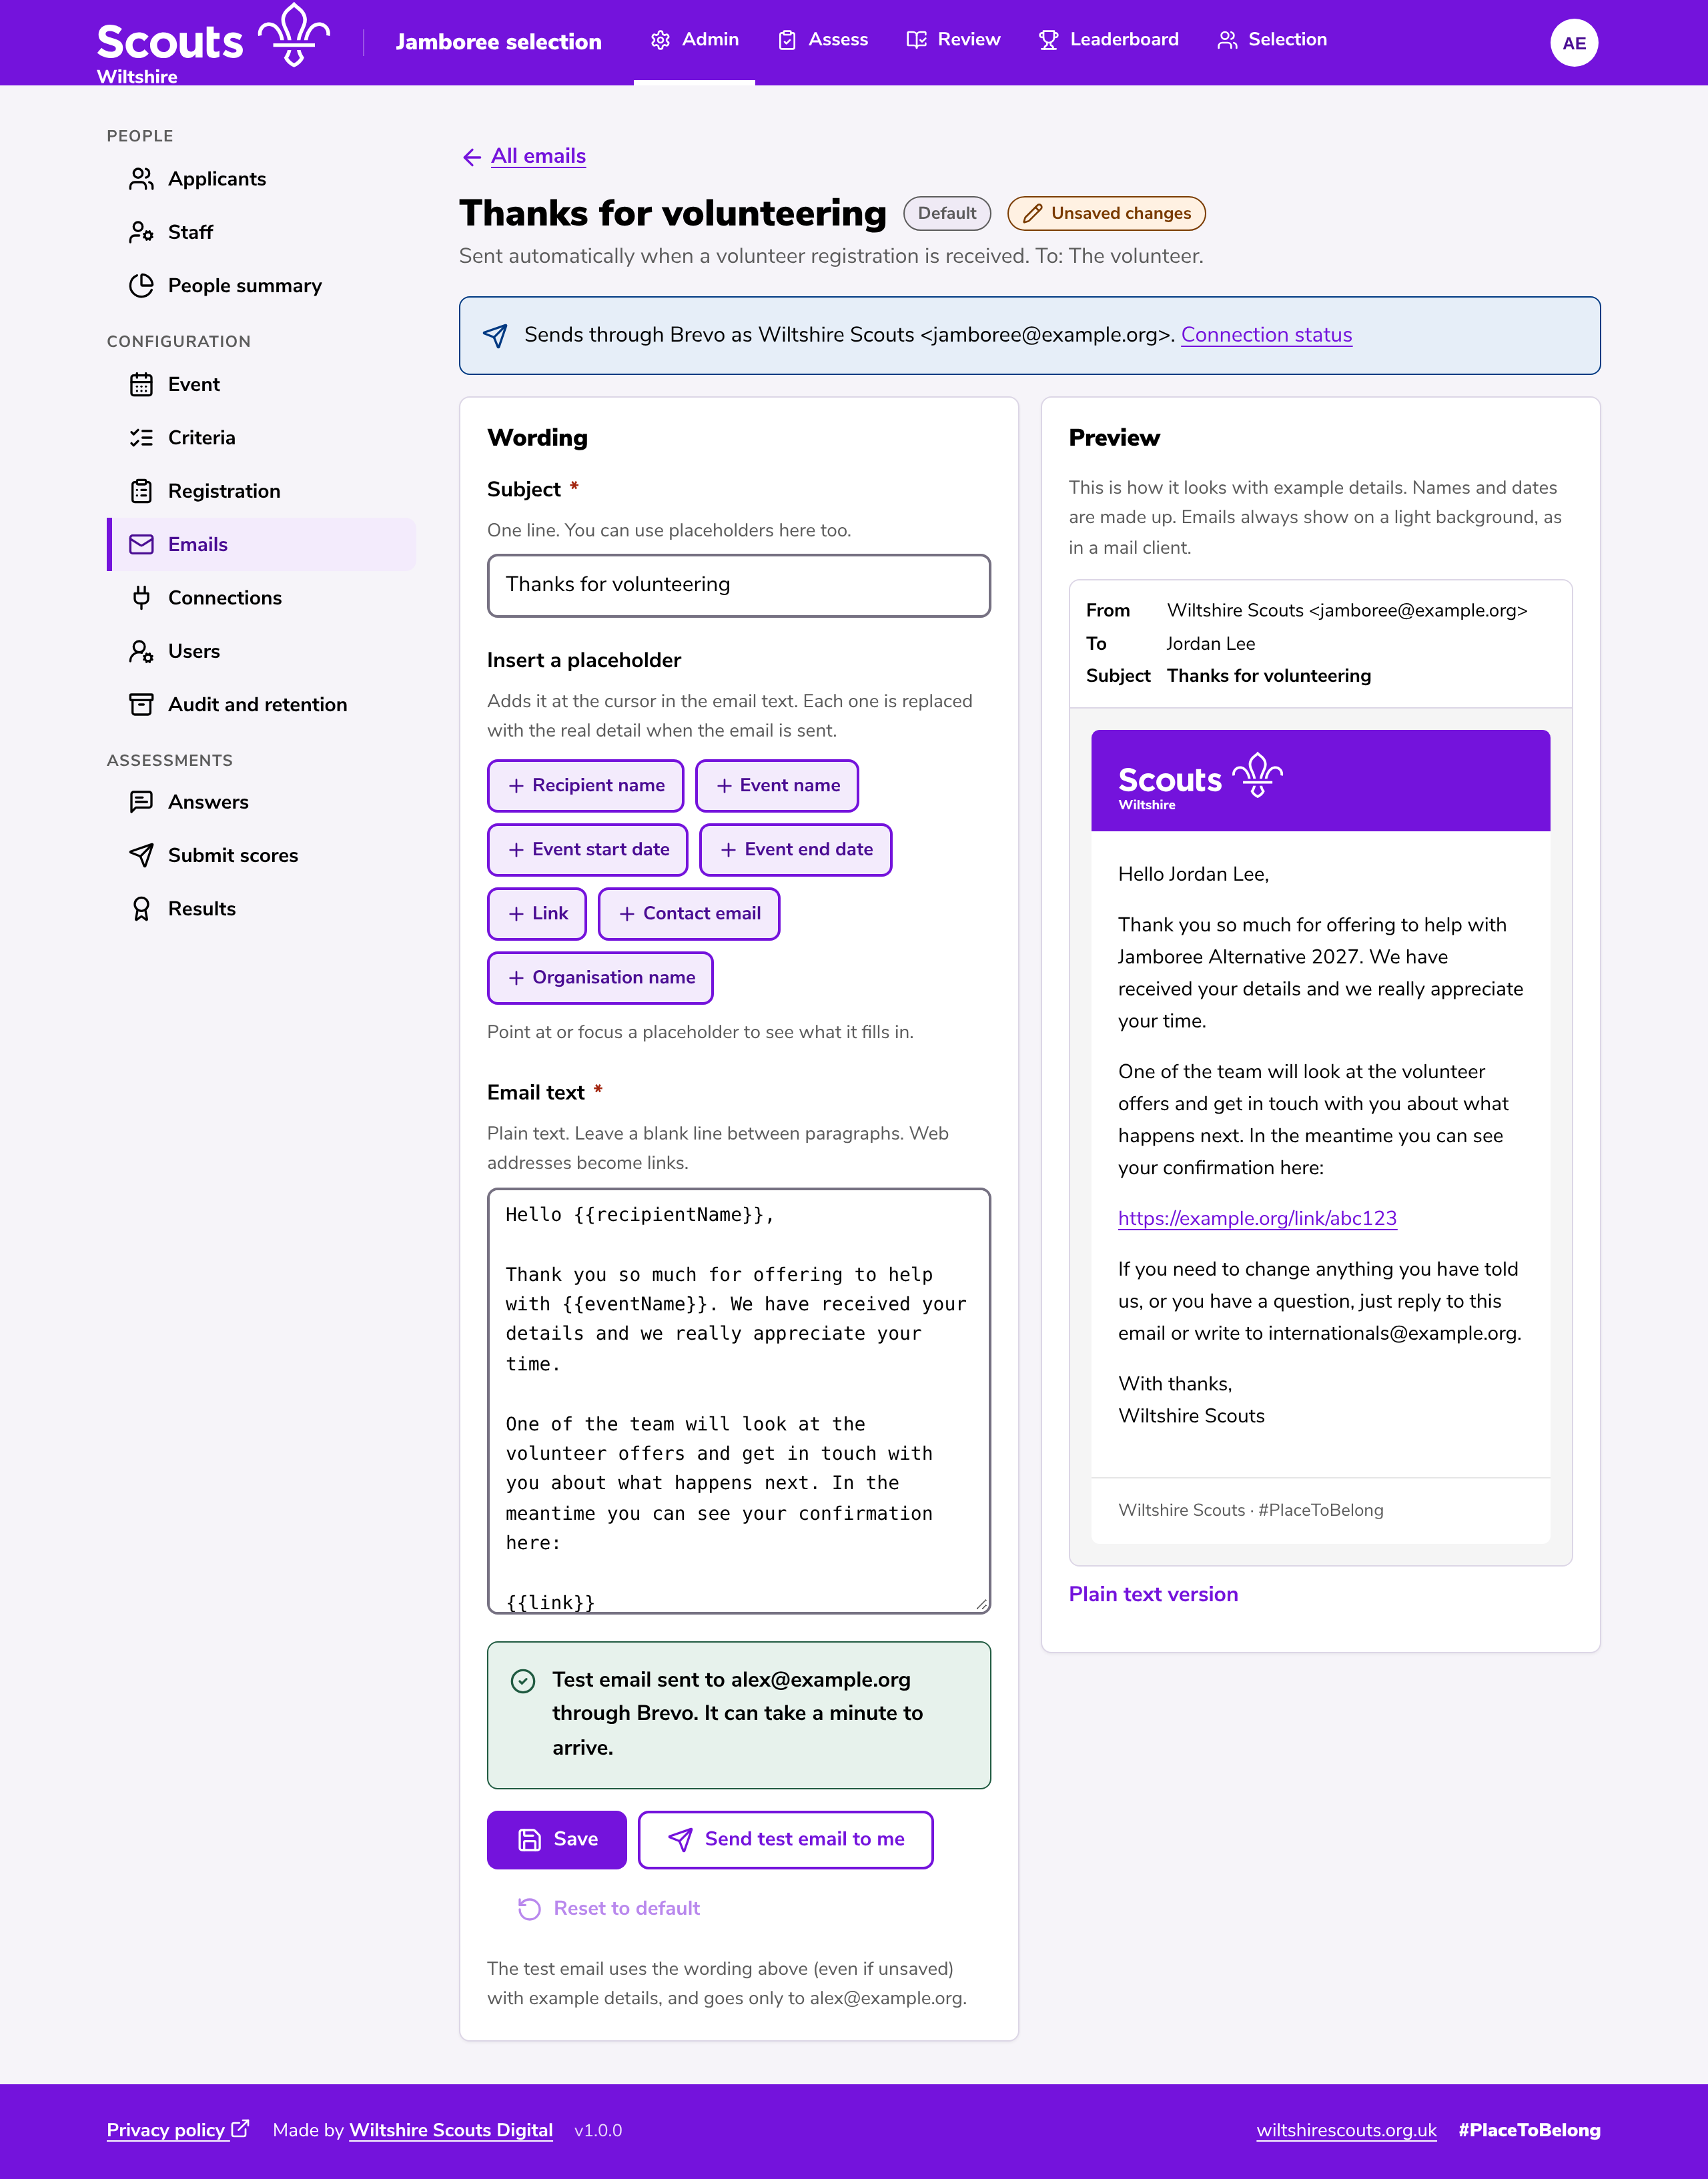 Scouts
Wiltshire
Jamboree selection
Admin
Assess
Review
Leaderboard
Selection
AE
PEOPLE
Applicants
Staff
People summary
CONFIGURATION
Event
Criteria
Registration
Emails
Connections
Users
Audit and retention
ASSESSMENTS
Answers
Submit scores
Results
All emails
Thanks for volunteering
Default
Unsaved changes
Sent automatically when a volunteer registration is received. To: The volunteer.
Sends through Brevo as Wiltshire Scouts <jamboree@example.org>. Connection status
Wording
Subject *
One line. You can use placeholders here too.
Thanks for volunteering
Insert a placeholder
Adds it at the cursor in the email text. Each one is replaced
with the real detail when the email is sent.
+ Recipient name
+ Event name
+ Event start date
+ Event end date
+ Link
+ Contact email
+ Organisation name
Point at or focus a placeholder to see what it fills in.
Email text *
Plain text. Leave a blank line between paragraphs. Web
addresses become links.
Hello {{recipientName}},
Thank you so much for offering to help
with {{eventName}}. We have received your
details and we really appreciate your
time.
One of the team will look at the
volunteer offers and get in touch with
you about what happens next. In the
meantime you can see your confirmation
here:
{{link}}
Test email sent to alex@example.org
through Brevo. It can take a minute to
arrive.
Save
Send test email to me
Reset to default
The test email uses the wording above (even if unsaved)
with example details, and goes only to alex@example.org.
Preview
This is how it looks with example details. Names and dates
are made up. Emails always show on a light background, as
in a mail client.
From Wiltshire Scouts <jamboree@example.org>
To Jordan Lee
Subject Thanks for volunteering
Scouts
Wiltshire
Hello Jordan Lee,
Thank you so much for offering to help with
Jamboree Alternative 2027. We have
received your details and we really appreciate
your time.
One of the team will look at the volunteer
offers and get in touch with you about what
happens next. In the meantime you can see
your confirmation here:
https://example.org/link/abc123
If you need to change anything you have told
us, or you have a question, just reply to this
email or write to internationals@example.org.
With thanks,
Wiltshire Scouts
Wiltshire Scouts · #PlaceToBelong
Plain text version
Privacy policy
Made by Wiltshire Scouts Digital
v1.0.0
wiltshirescouts.org.uk
#PlaceToBelong